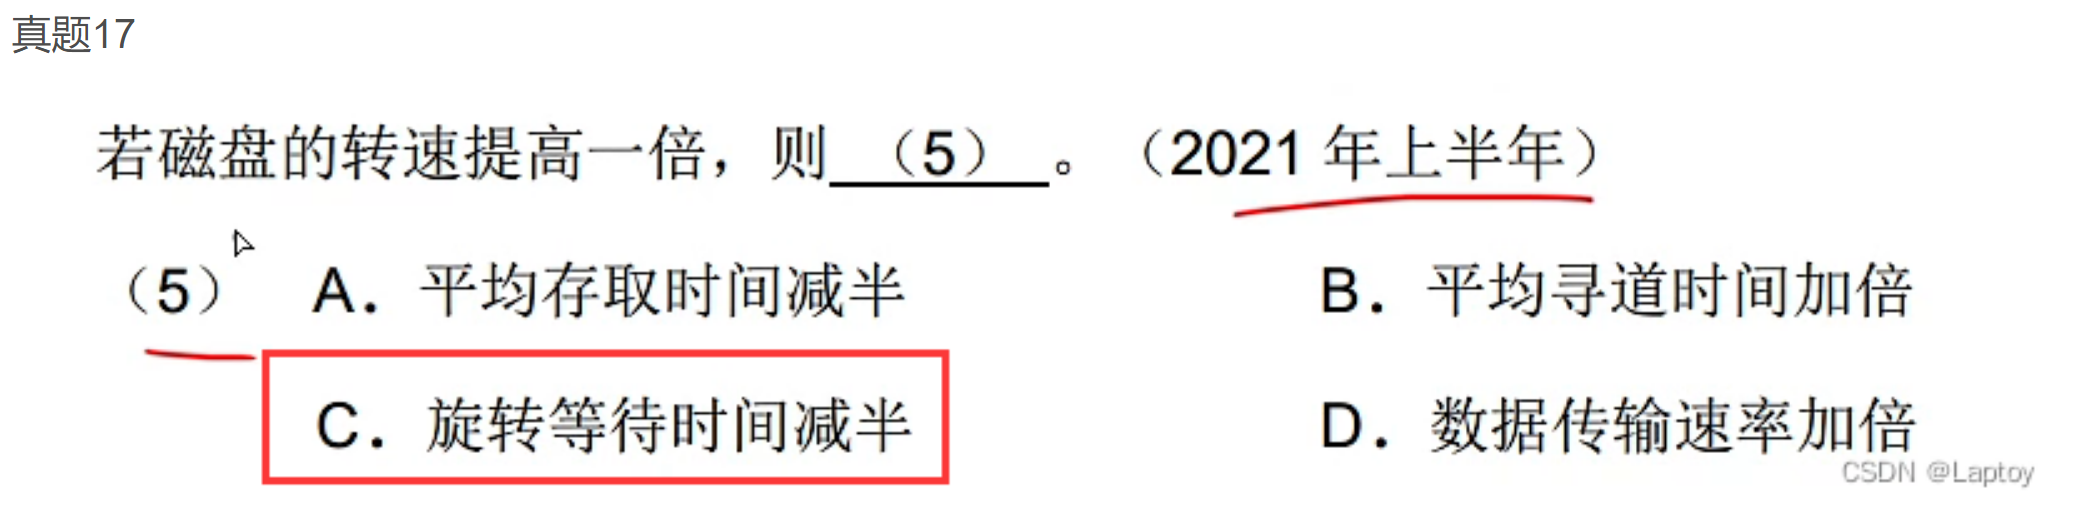 真题17
若磁盘的转速提高一倍，则（5）。（2021 年上半年）
（5） A．平均存取时间减半 B．平均寻道时间加倍
C．旋转等待时间减半 D．数据传输速率加倍
CSDN @Laptoy